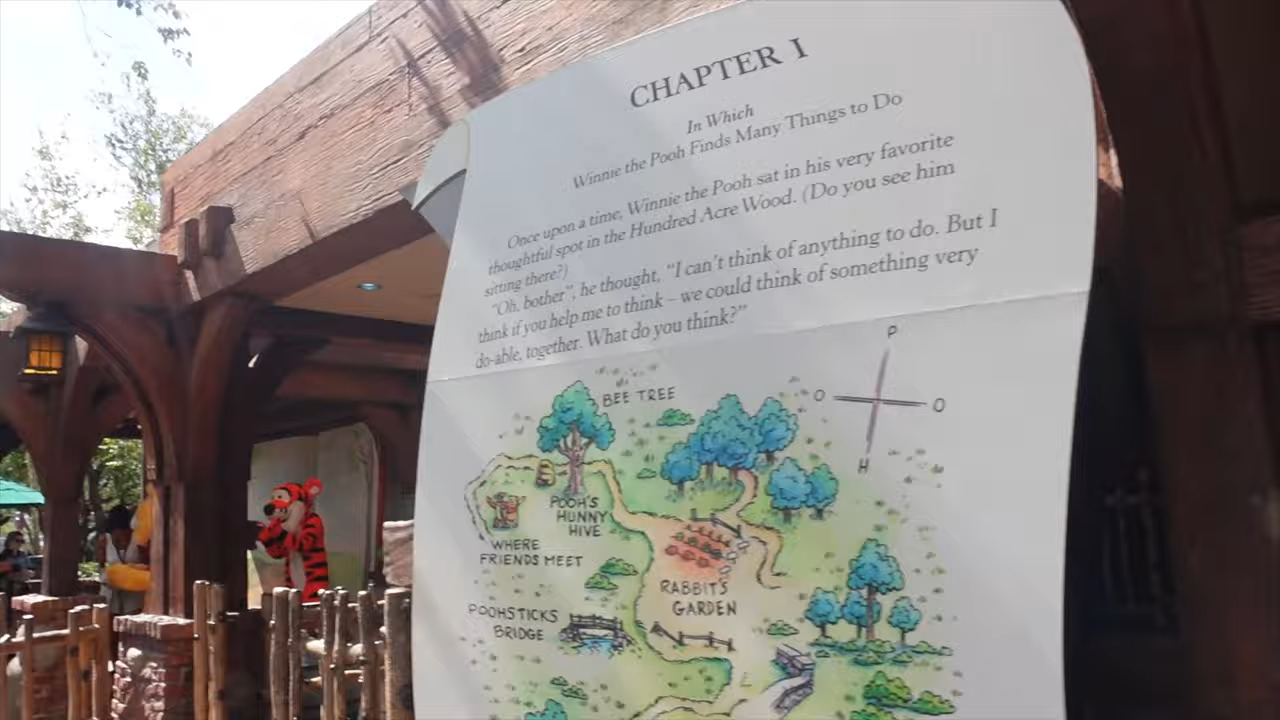 CHAPTER I
In Which
Winnie the Pooh Finds Many Things to Do
Once upon a time, Winnie the Pooh sat in his very favorite
thoughtful spot in the Hundred Acre Wood. (Do you see him
sitting there?)
"Oh, bother", he thought, "I can't think of anything to do. But I
think if you help me to think – we could think of something very
do-able, together. What do you think?"
P
O O
H
BEE TREE
POOH'S
HUNNY
HIVE
WHERE
FRIENDS MEET
RABBIT'S
GARDEN
POOHSTICKS
BRIDGE